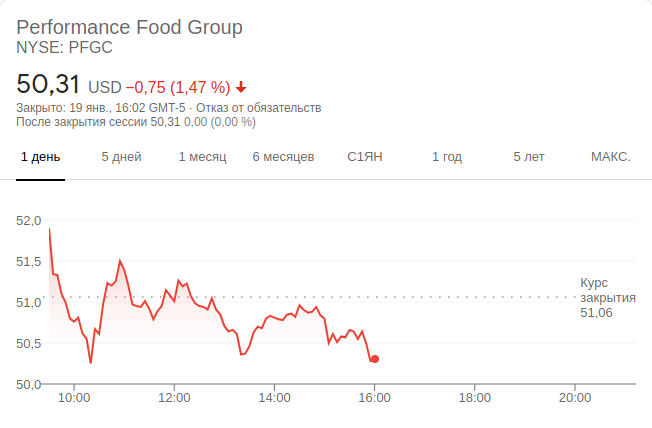 Performance Food Group
NYSE: PFGC
50,31 USD −0,75 (1,47 %)
Закрыто: 19 янв., 16:02 GMT-5 · Отказ от обязательств
После закрытия сессии 50,31 0,00 (0,00 %)
1 день 5 дней 1 месяц 6 месяцев С1ЯН 1 год 5 лет МАКС.
52,0
51,5
51,0
50,5
50,0
Курс
закрытия
51,06
10:00 12:00 14:00 16:00 18:00 20:00